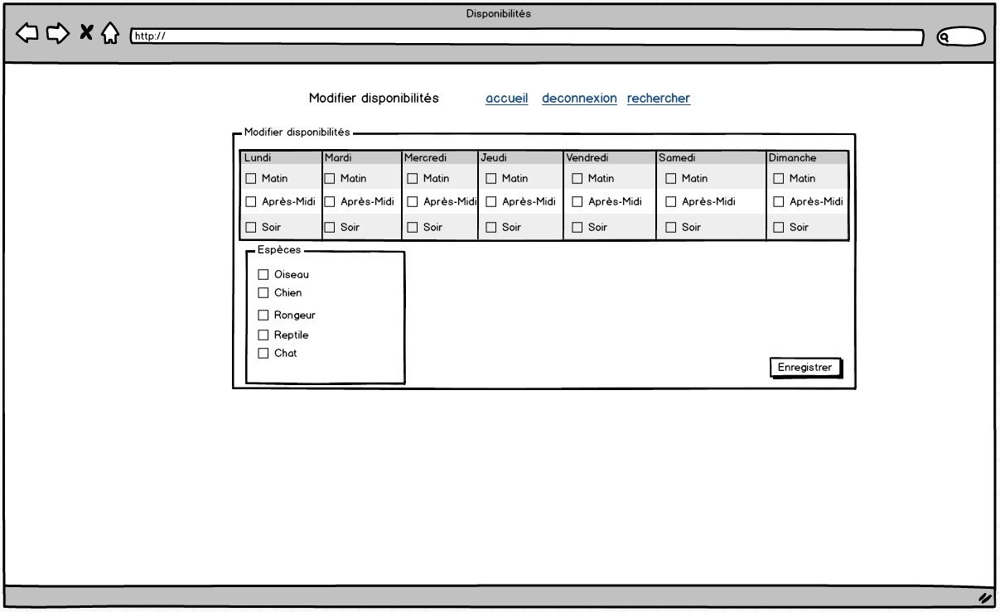 Disponibilités
http://
Modifier disponibilités accueil deconnexion rechercher
Modifier disponibilités
Lundi Mardi Mercredi Jeudi Vendredi Samedi Dimanche
Matin Matin Matin Matin Matin Matin Matin
Après-Midi Après-Midi Après-Midi Après-Midi Après-Midi Après-Midi Après-Midi
Soir Soir Soir Soir Soir Soir Soir
Espèces
Oiseau
Chien
Rongeur
Reptile
Chat
Enregistrer